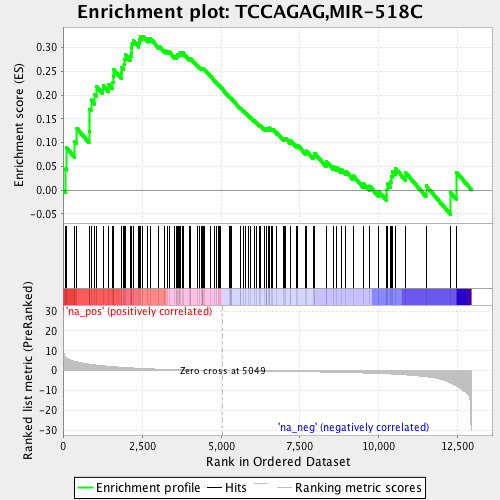 Enrichment plot: TCCAGAG,MIR-518C
Enrichment score (ES)
0.30
0.25
0.20
0.15
0.10
0.05
0.00
-0.05
'na_pos' (positively correlated)
Ranked list metric (PreRanked)
30
20
10
0
-10
-20
-30
Zero cross at 5049
'na_neg' (negatively correlated)
0
2,500
5,000
7,500
10,000
12,500
Rank in Ordered Dataset
Enrichment profile
Hits
Ranking metric scores